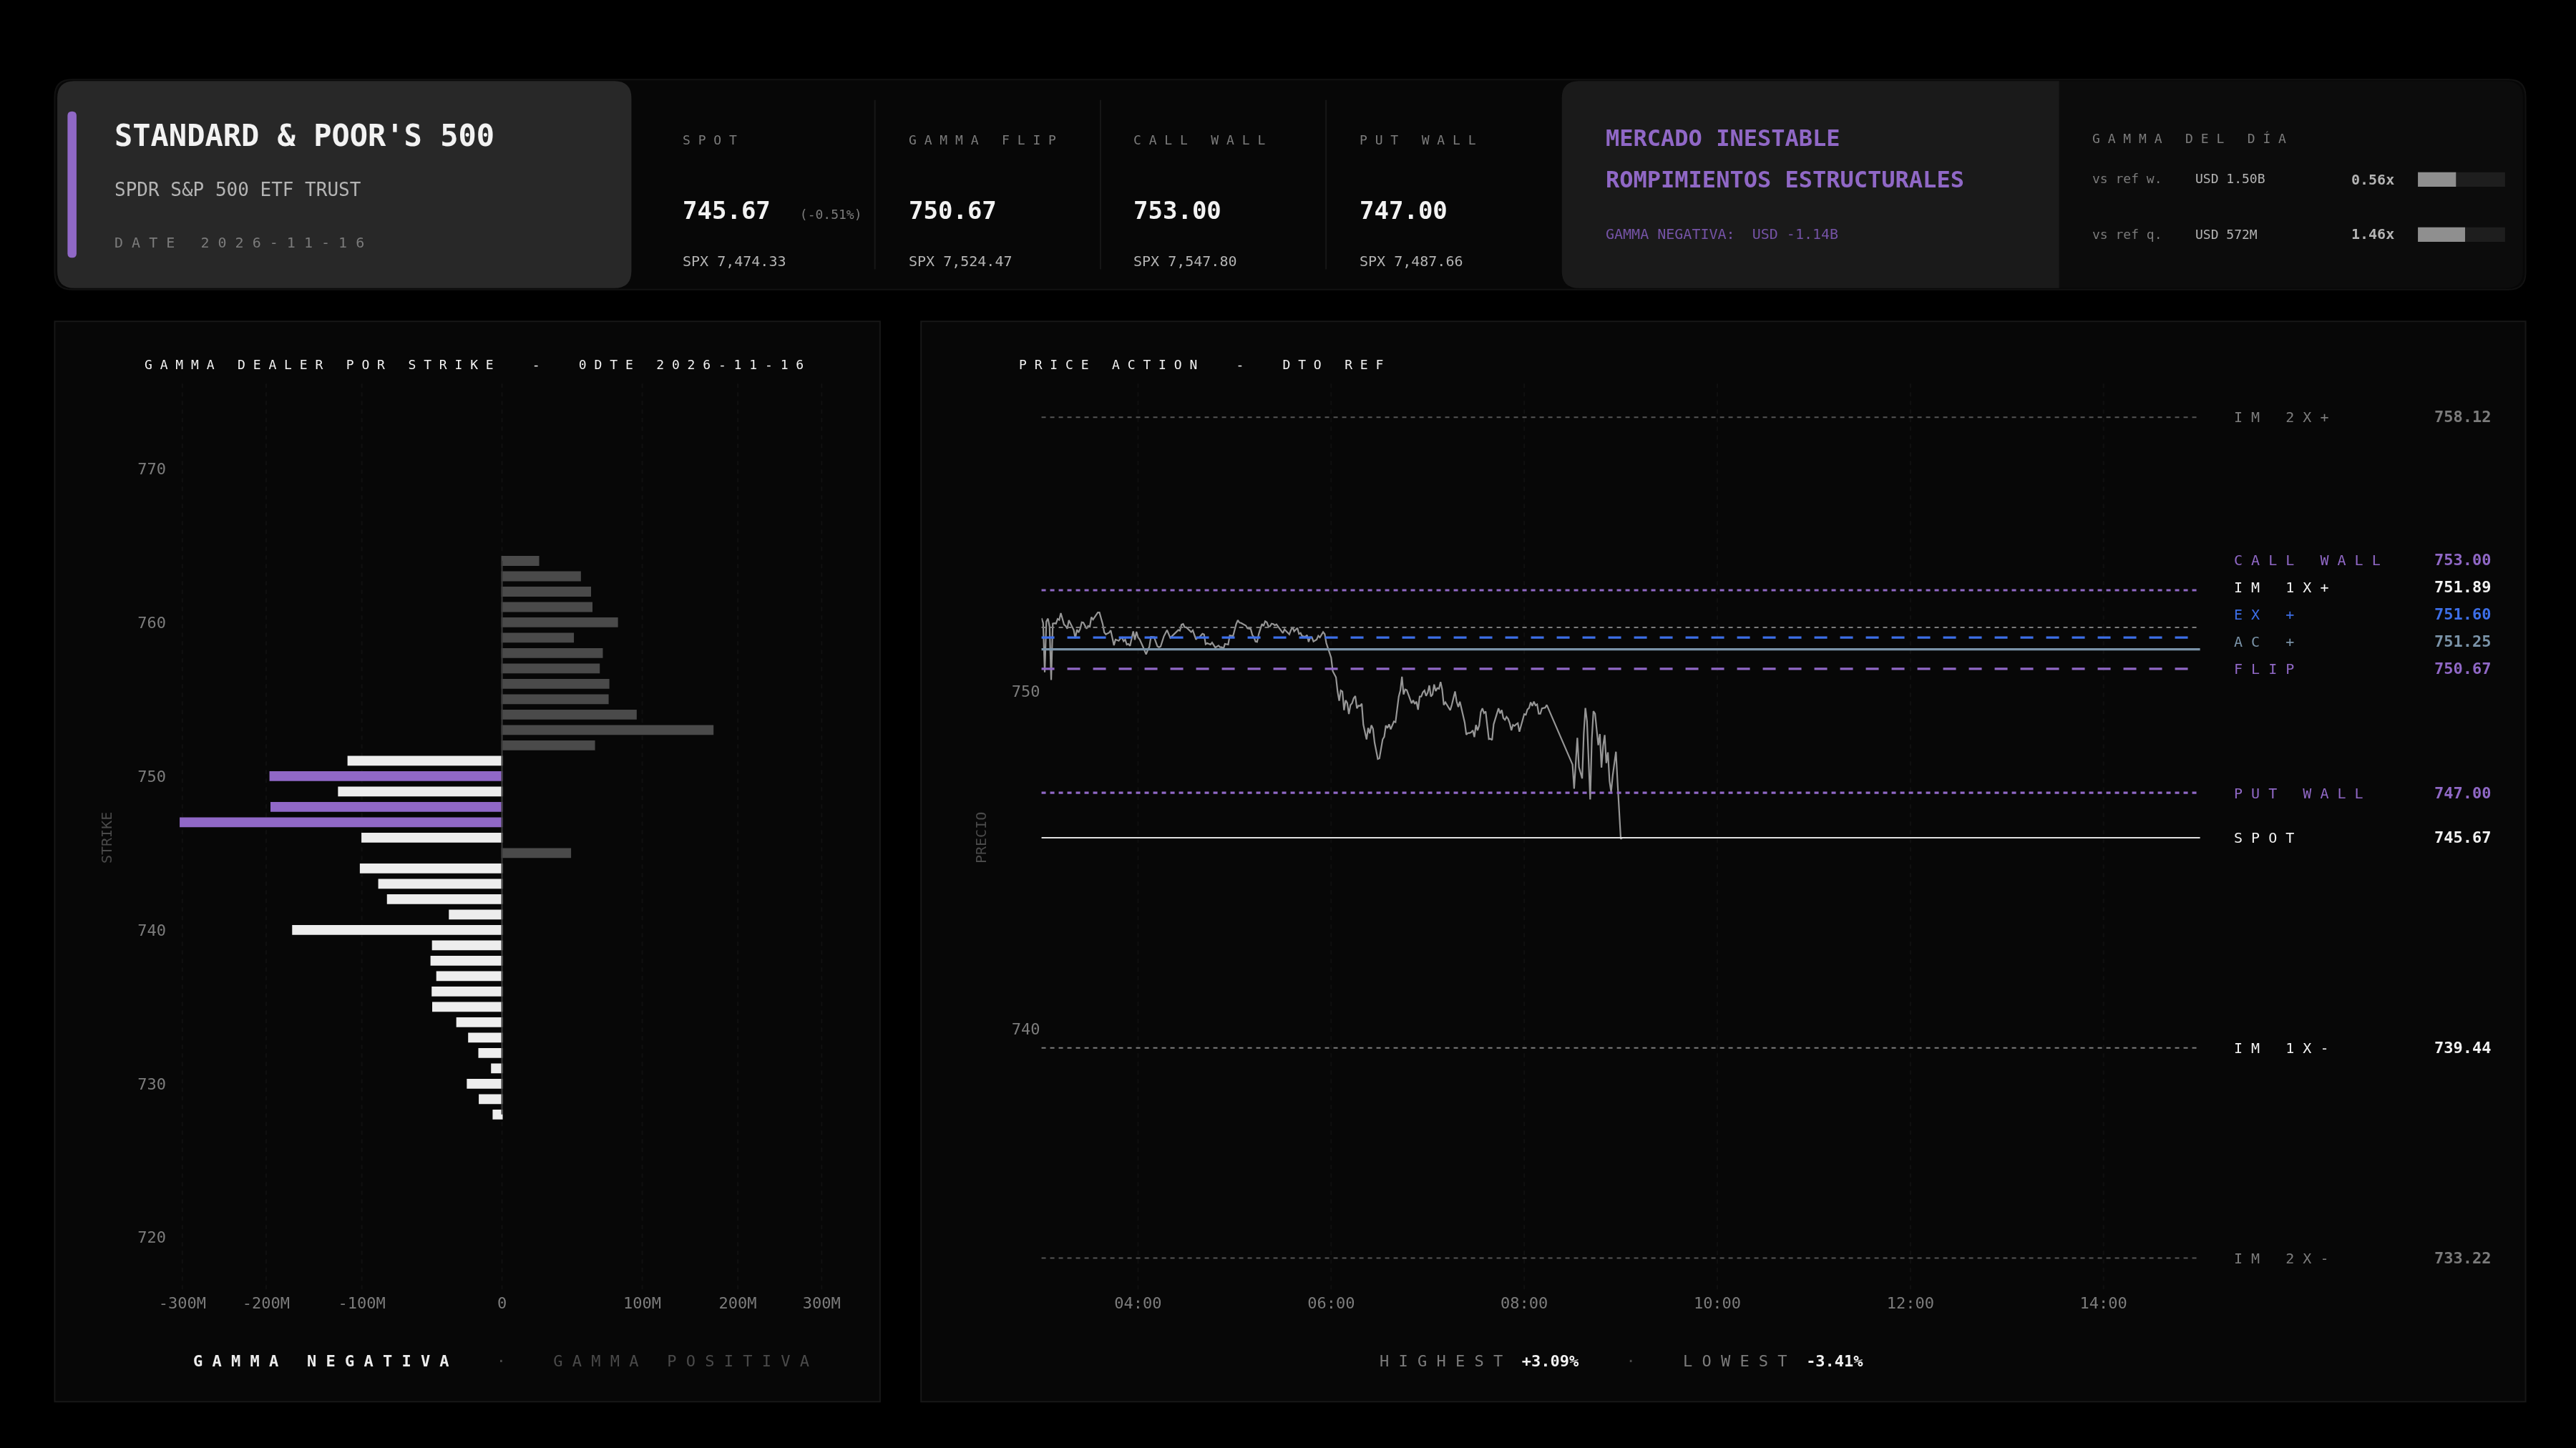 STANDARD & POOR'S 500
SPDR S&P 500 ETF TRUST
DATE 2026-11-16
SPOT
745.67 (-0.51%)
SPX 7,474.33
GAMMA FLIP
750.67
SPX 7,524.47
CALL WALL
753.00
SPX 7,547.80
PUT WALL
747.00
SPX 7,487.66
MERCADO INESTABLE
ROMPIMIENTOS ESTRUCTURALES
GAMMA NEGATIVA: USD -1.14B
GAMMA DEL DÍA
vs ref w. USD 1.50B 0.56x
vs ref q. USD 572M 1.46x
GAMMA DEALER POR STRIKE - 0DTE 2026-11-16
STRIKE
770
760
750
740
730
720
-300M -200M -100M 0 100M 200M 300M
GAMMA NEGATIVA · GAMMA POSITIVA
PRICE ACTION - DTO REF
PRECIO
750
740
IM 2X+ 758.12
CALL WALL 753.00
IM 1X+ 751.89
EX + 751.60
AC + 751.25
FLIP 750.67
PUT WALL 747.00
SPOT 745.67
IM 1X- 739.44
IM 2X- 733.22
04:00 06:00 08:00 10:00 12:00 14:00
HIGHEST +3.09% · LOWEST -3.41%